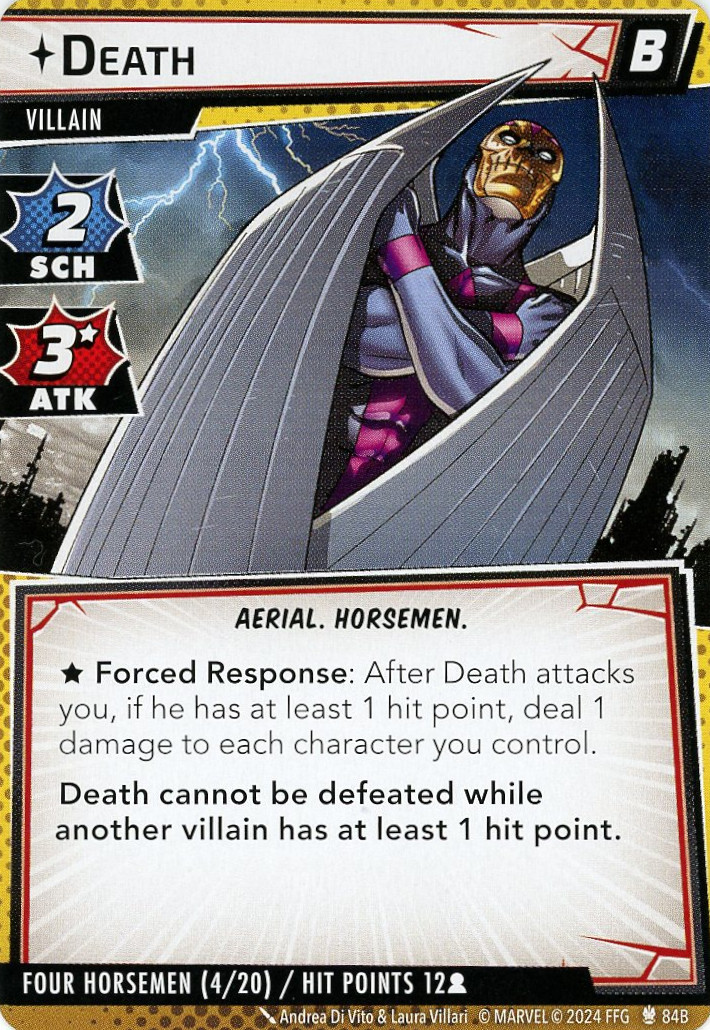 DEATH
B
VILLAIN
2
SCH
3★
ATK
AERIAL. HORSEMEN.
★ Forced Response: After Death attacks
you, if he has at least 1 hit point, deal 1
damage to each character you control.
Death cannot be defeated while
another villain has at least 1 hit point.
FOUR HORSEMEN (4/20) / HIT POINTS 12
Andrea Di Vito & Laura Villari © MARVEL © 2024 FFG 84B